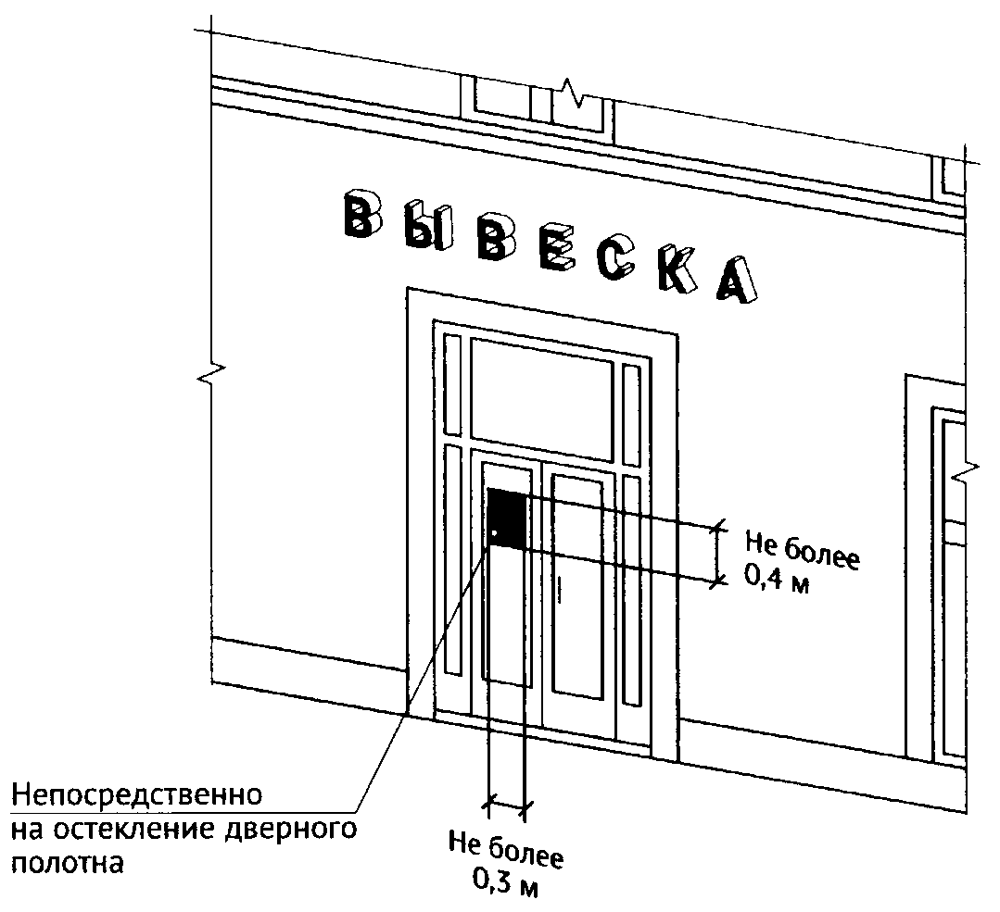 ВЫВЕСКА
Не более
0,4 м
Непосредственно
на остекление дверного
полотна
Не более
0,3 м